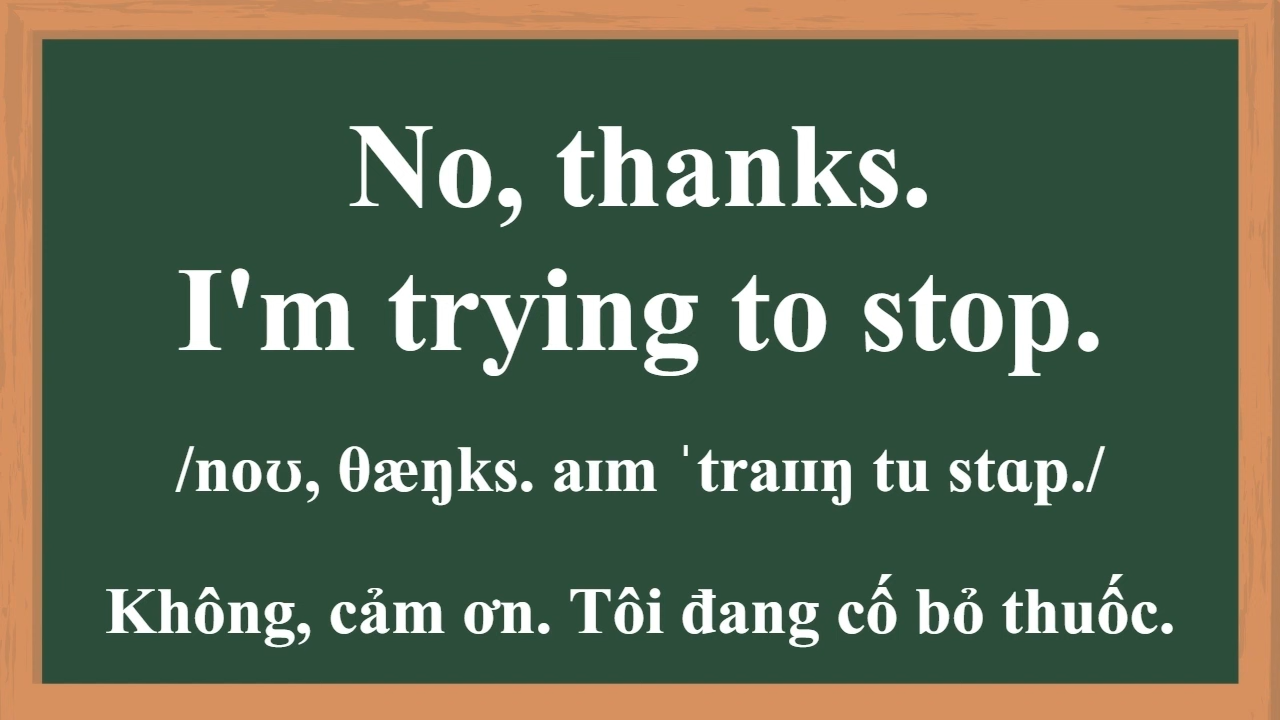 No, thanks.
I'm trying to stop.
/noʊ, θæŋks. aɪm ˈtraɪɪŋ tu stɑp./
Không, cảm ơn. Tôi đang cố bỏ thuốc.